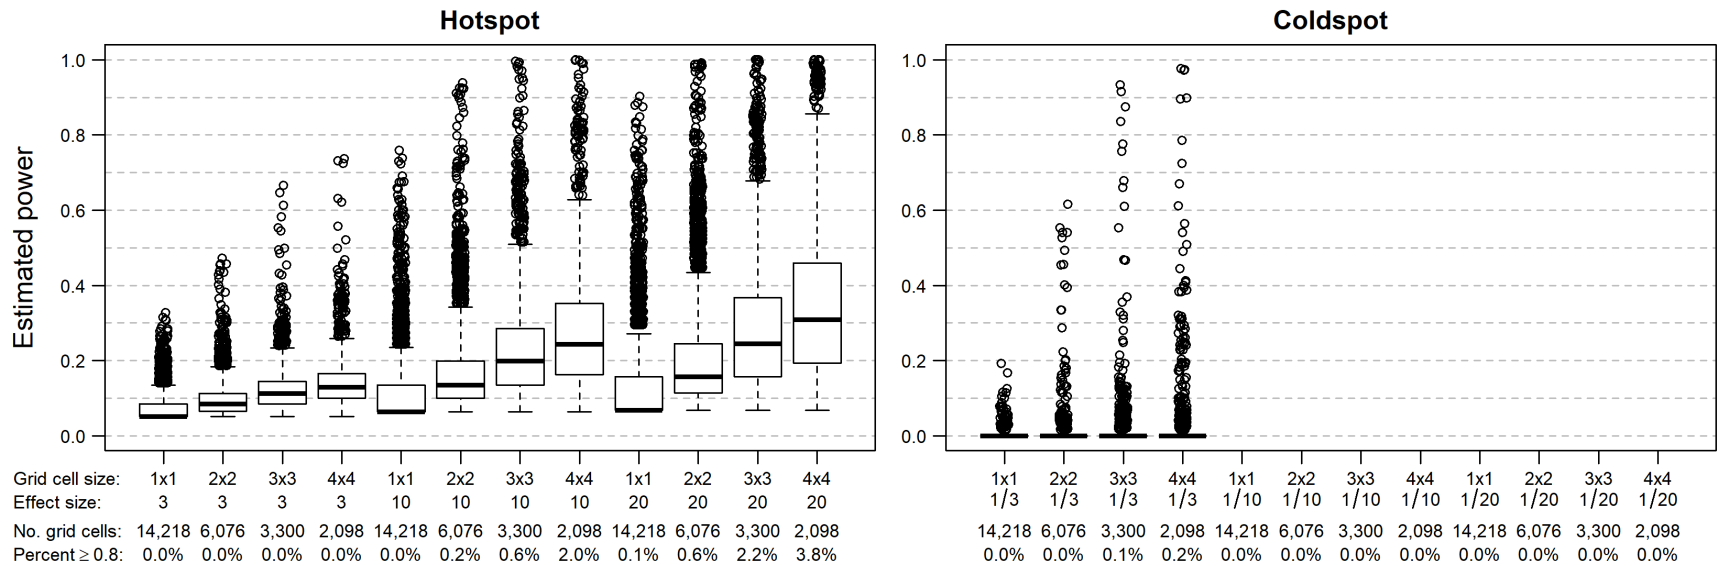 Hotspot
Estimated power
1.0
0.8
0.6
0.4
0.2
0.0
Grid cell size: 1x1 2x2 3x3 4x4 1x1 2x2 3x3 4x4 1x1 2x2 3x3 4x4
Effect size: 3 3 3 3 10 10 10 10 20 20 20 20
No. grid cells: 14,218 6,076 3,300 2,098 14,218 6,076 3,300 2,098 14,218 6,076 3,300 2,098
Percent ≥ 0.8: 0.0% 0.0% 0.0% 0.0% 0.0% 0.2% 0.6% 2.0% 0.1% 0.6% 2.2% 3.8%
Coldspot
1.0
0.8
0.6
0.4
0.2
0.0
1x1 2x2 3x3 4x4 1x1 2x2 3x3 4x4 1x1 2x2 3x3 4x4
1/3 1/3 1/3 1/3 1/10 1/10 1/10 1/10 1/20 1/20 1/20 1/20
14,218 6,076 3,300 2,098 14,218 6,076 3,300 2,098 14,218 6,076 3,300 2,098
0.0% 0.0% 0.1% 0.2% 0.0% 0.0% 0.0% 0.0% 0.0% 0.0% 0.0% 0.0%